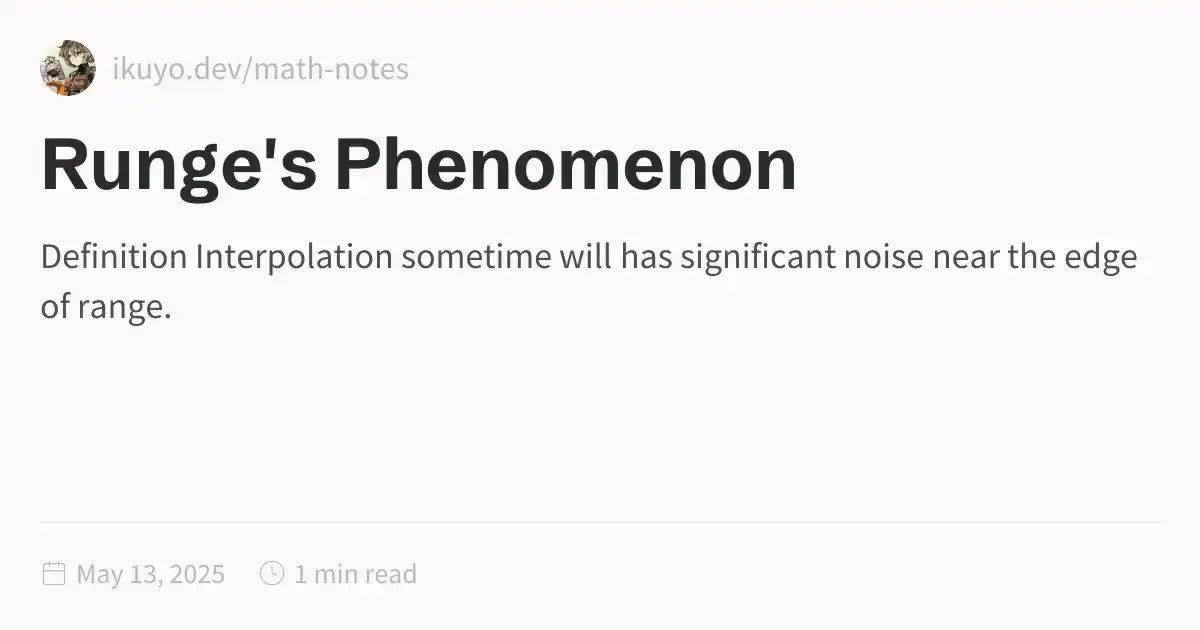 ikuyo.dev/math-notes
Runge's Phenomenon
Definition Interpolation sometime will has significant noise near the edge
of range.
May 13, 2025
1 min read